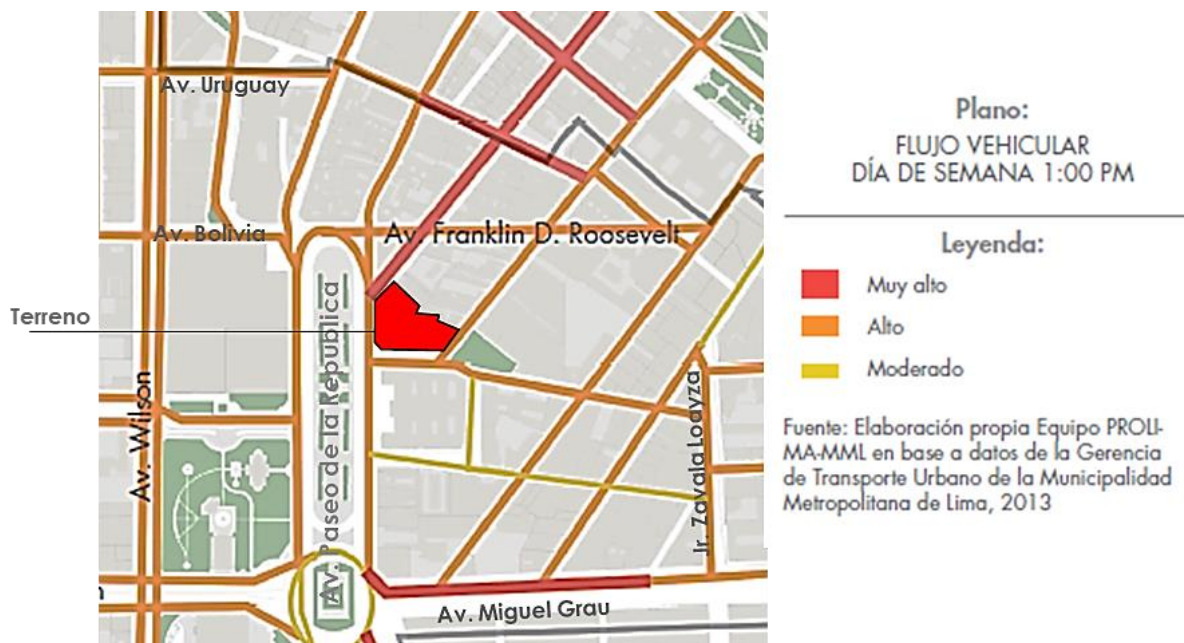 Av. Uruguay
Av. Bolivia
Av. Franklin D. Roosevelt
Terreno
Av. Wilson
Av. Paseo de la Republica
Jr. Zavala Loayza
Av. Miguel Grau
n
Plano:
FLUJO VEHICULAR
DÍA DE SEMANA 1:00 PM
Leyenda:
Muy alto
Alto
Moderado
Fuente: Elaboración propia Equipo PROLI-
MA-MML en base a datos de la Gerencia
de Transporte Urbano de la Municipalidad
Metropolitana de Lima, 2013